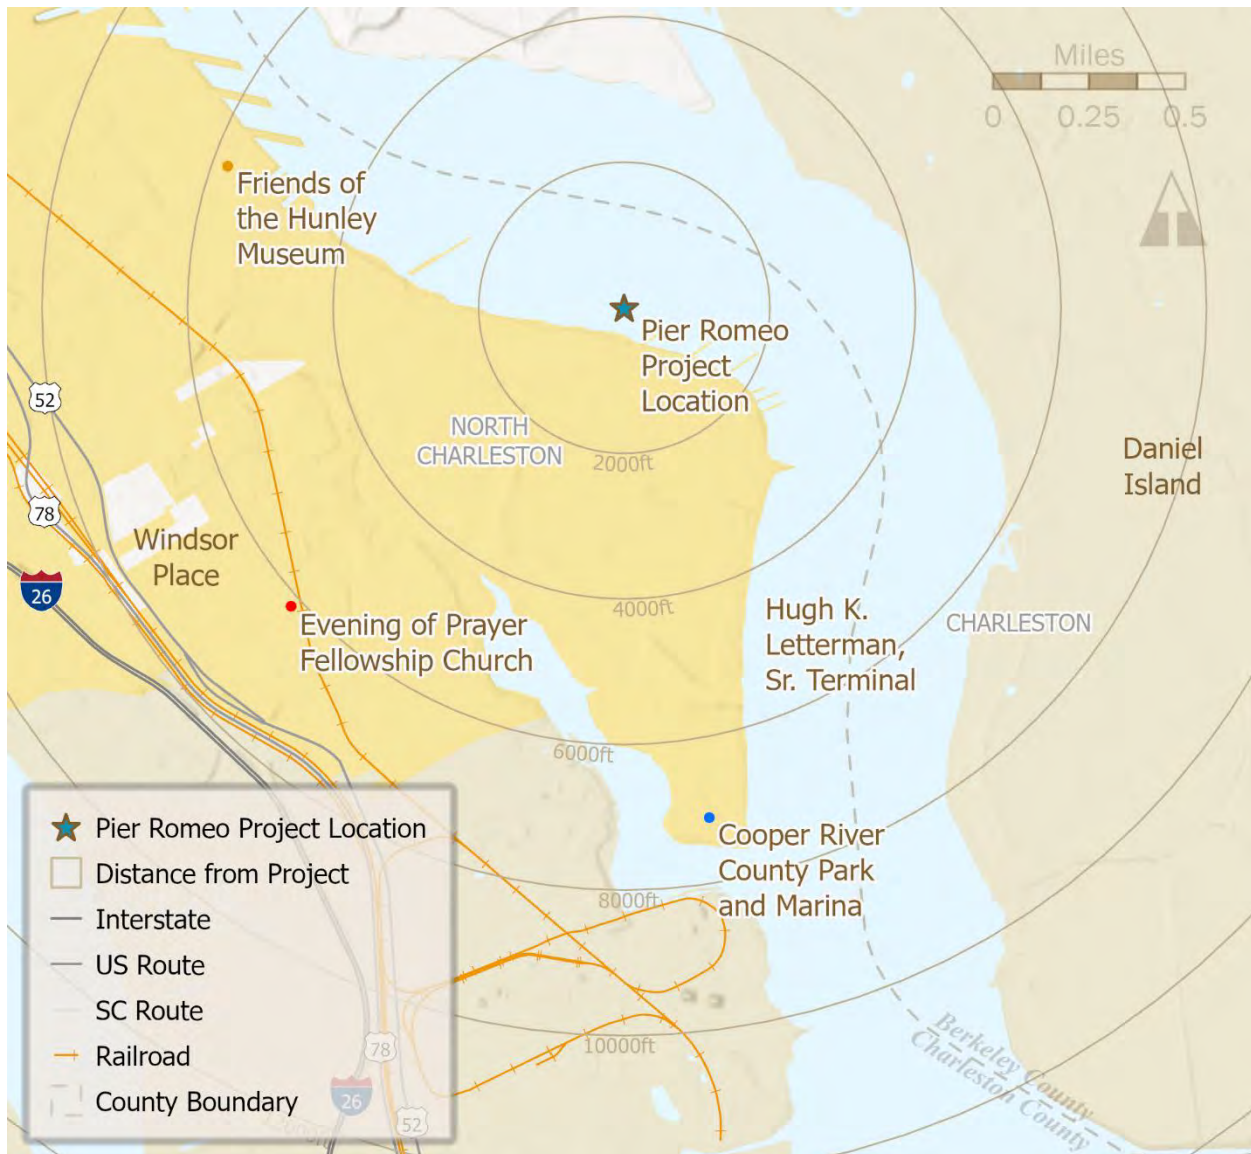 Miles
0 0.25 0.5
Friends of
the Hunley
Museum
Pier Romeo
Project
Location
52
NORTH
CHARLESTON
2000ft
Daniel
Island
78
Windsor
Place
26
4000ft
Hugh K.
Letterman,
Sr. Terminal
CHARLESTON
Evening of Prayer
Fellowship Church
6000ft
Cooper River
County Park
and Marina
8000ft
10000ft
Berkeley County
Charleston County
Pier Romeo Project Location
Distance from Project
Interstate
US Route
SC Route
Railroad
County Boundary
78
26
52